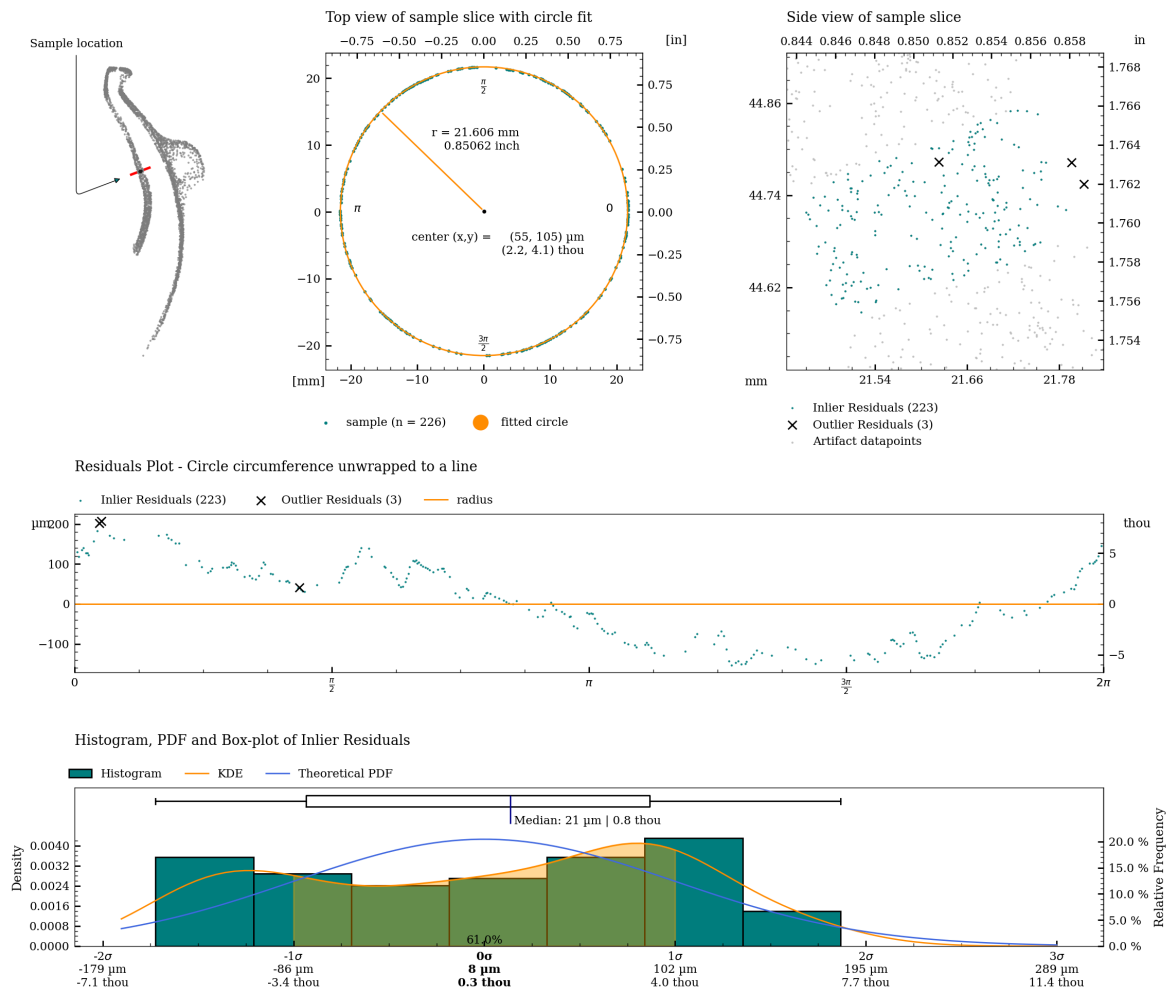 Sample location
Top view of sample slice with circle fit
−0.75 −0.50 −0.25 0.00 0.25 0.50 0.75 [in]
20
10
0
−10
−20
[mm]
−20 −10 0 10 20
0.75
0.50
0.25
0.00
−0.25
−0.50
−0.75
π/2
r = 21.606 mm
0.85062 inch
π
0
center (x,y) = (55, 105) µm
(2.2, 4.1) thou
3π/2
sample (n = 226)
fitted circle
Side view of sample slice
0.844 0.846 0.848 0.850 0.852 0.854 0.856 0.858 in
44.86
44.74
44.62
mm
21.54 21.66 21.78
1.768
1.766
1.764
1.762
1.760
1.758
1.756
1.754
Inlier Residuals (223)
Outlier Residuals (3)
Artifact datapoints
Residuals Plot - Circle circumference unwrapped to a line
Inlier Residuals (223) Outlier Residuals (3) radius
µm
200
100
0
−100
thou
5
0
−5
0 π/2 π 3π/2 2π
Histogram, PDF and Box-plot of Inlier Residuals
Histogram KDE Theoretical PDF
Median: 21 µm | 0.8 thou
Density
0.0040
0.0032
0.0024
0.0016
0.0008
0.0000
Relative Frequency
20.0 %
15.0 %
10.0 %
5.0 %
0.0 %
61.0%
-2σ -1σ 0σ 1σ 2σ 3σ
-179 µm -86 µm 8 µm 102 µm 195 µm 289 µm
-7.1 thou -3.4 thou 0.3 thou 4.0 thou 7.7 thou 11.4 thou